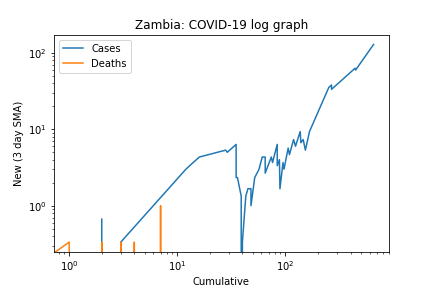 Zambia: COVID-19 log graph
Cases
Deaths
New (3 day SMA)
10²
10¹
10⁰
10⁰ 10¹ 10²
Cumulative